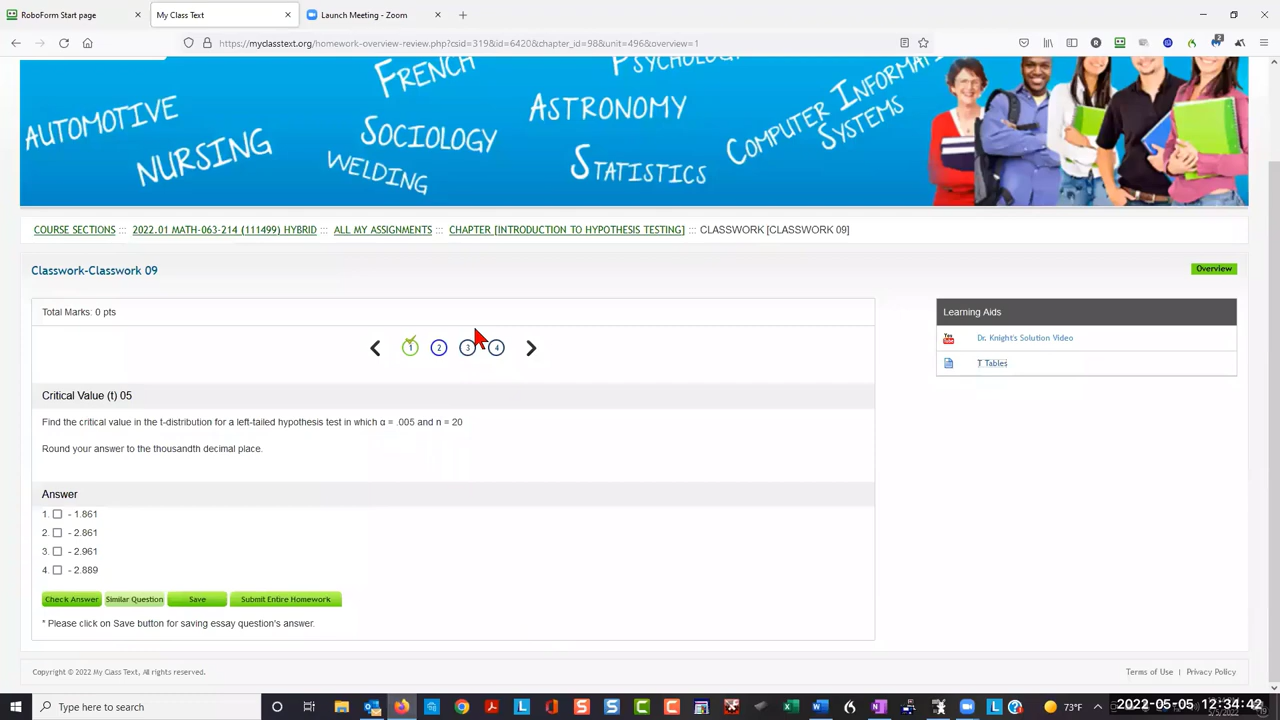 RoboForm Start page
My Class Text
Launch Meeting - Zoom
https://myclasstext.org/homework-overview-review.php?csid=319&id=6420&chapter_id=98&unit=496&overview=1
AUTOMOTIVE
FRENCH
PSYCHOLOGY
NURSING
SOCIOLOGY
WELDING
ASTRONOMY
STATISTICS
COMPUTER INFORMATION
SYSTEMS
COURSE SECTIONS ::: 2022.01 MATH-063-214 (111499) HYBRID ::: ALL MY ASSIGNMENTS ::: CHAPTER [INTRODUCTION TO HYPOTHESIS TESTING] ::: CLASSWORK [CLASSWORK 09]
Classwork-Classwork 09
Overview
Total Marks: 0 pts
1 2 3 4
Critical Value (t) 05
Find the critical value in the t-distribution for a left-tailed hypothesis test in which α = .005 and n = 20
Round your answer to the thousandth decimal place.
Answer
1. - 1.861
2. - 2.861
3. - 2.961
4. - 2.889
Check Answer Similar Question Save Submit Entire Homework
* Please click on Save button for saving essay question's answer.
Learning Aids
Dr. Knight's Solution Video
T Tables
Copyright © 2022 My Class Text, All rights reserved.
Terms of Use | Privacy Policy
Type here to search
73°F
2022-05-05 12:34:42